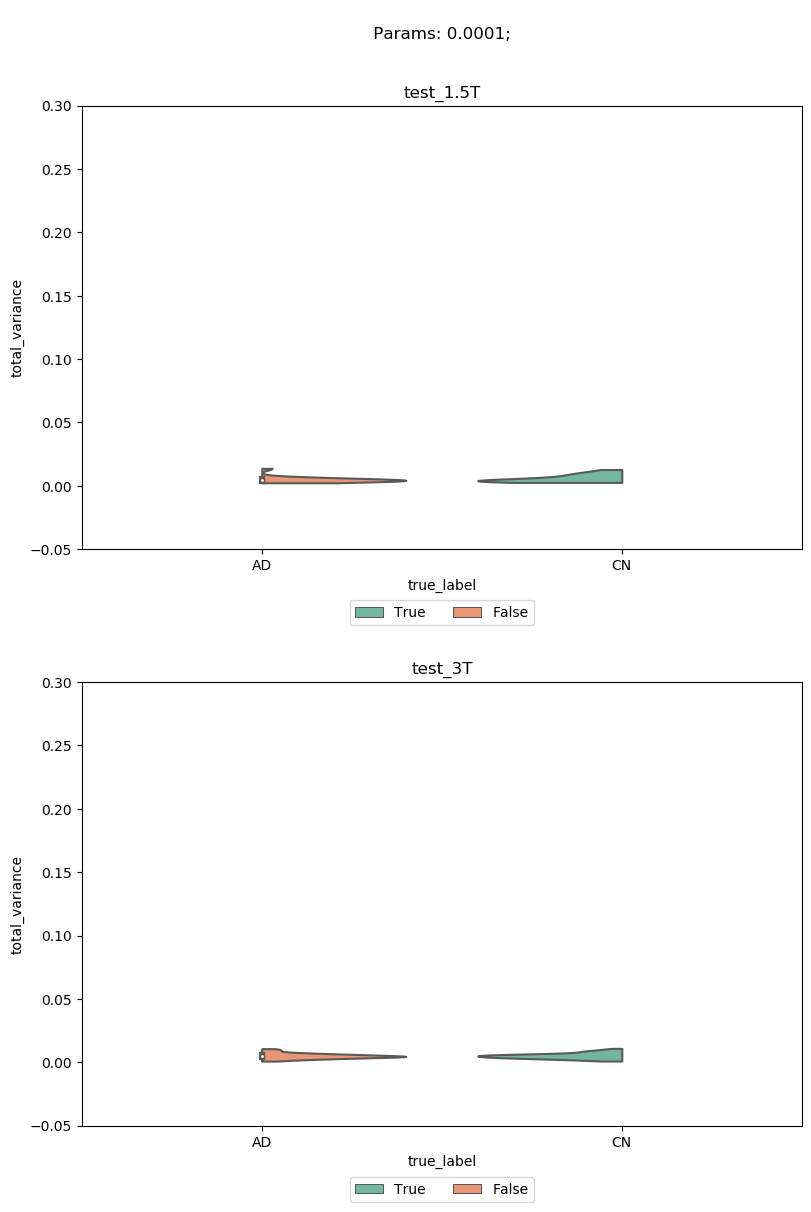 Params: 0.0001;
test_1.5T
0.30
0.25
0.20
0.15
0.10
0.05
0.00
−0.05
total_variance
AD CN
true_label
True False
test_3T
0.30
0.25
0.20
0.15
0.10
0.05
0.00
−0.05
total_variance
AD CN
true_label
True False